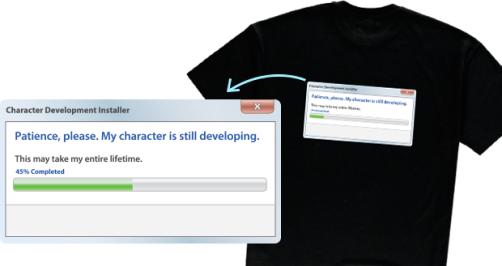 Character Development Installer
Patience, please. My character is still developing.
This may take my entire lifetime.
45% Completed
Character Development Installer
Patience, please. My character is still developing.
This may take my entire lifetime.